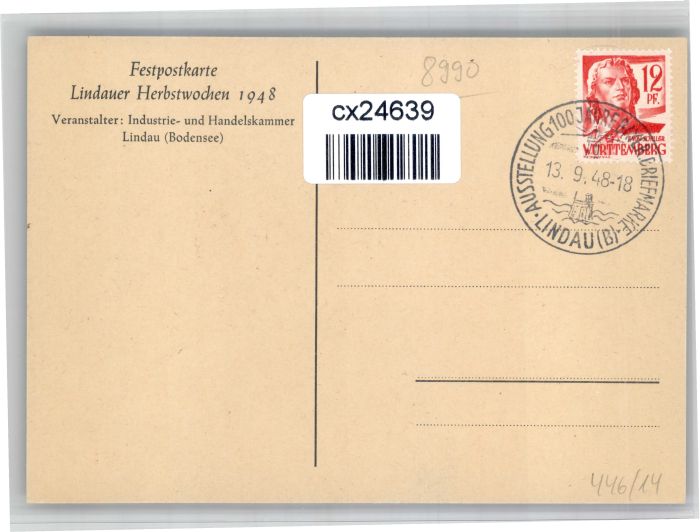 Festpostkarte
Lindauer Herbstwochen 1948
Veranstalter: Industrie- und Handelskammer
Lindau (Bodensee)
8990
cx24639
12
PF.
WÜRTTEMBERG
AUSSTELLUNG 100 JAHRE BRIEFMARKE
13. 9. 48-18
LINDAU (B)
446/14